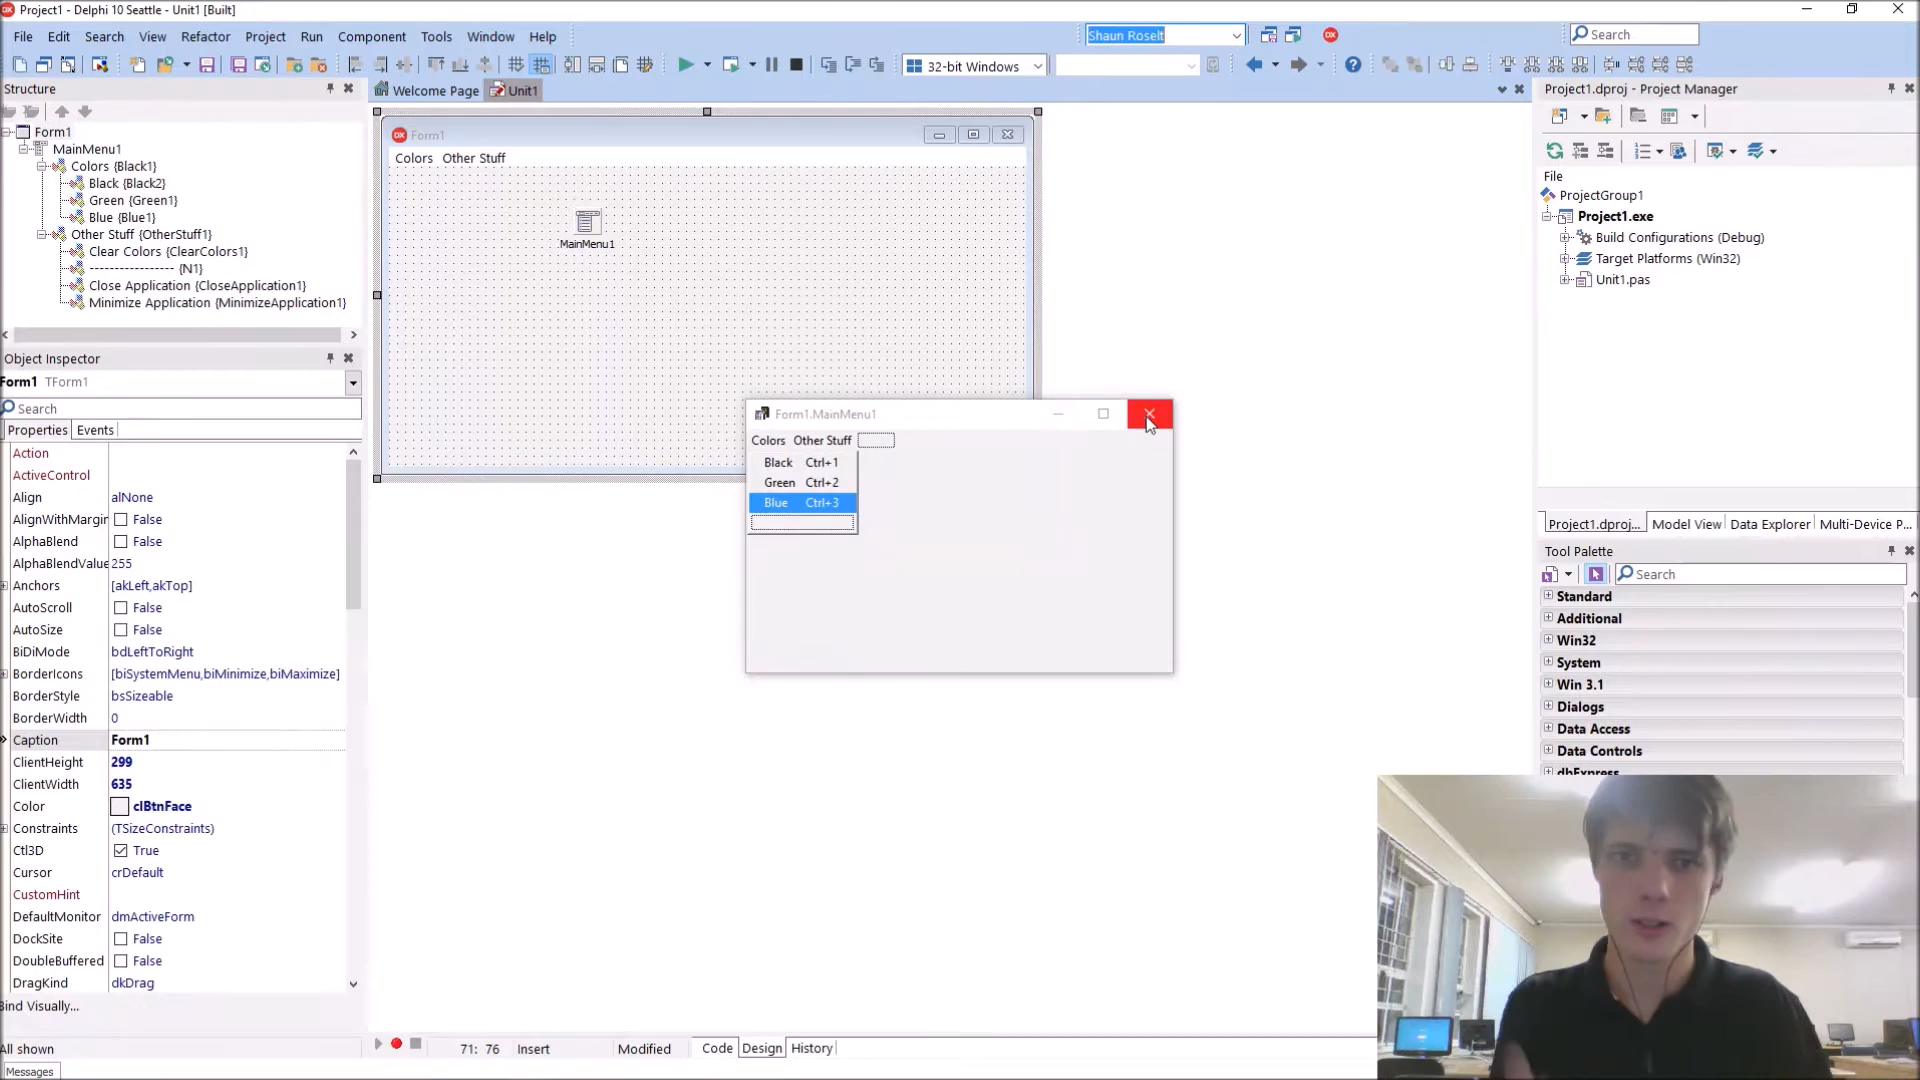 Project1 - Delphi 10 Seattle - Unit1 [Built]
File Edit Search View Refactor Project Run Component Tools Window Help
Shaun Roselt
Search
32-bit Windows
Structure
Welcome Page
Unit1
Project1.dproj - Project Manager
Form1
MainMenu1
Colors {Black1}
Black {Black2}
Green {Green1}
Blue {Blue1}
Other Stuff {OtherStuff1}
Clear Colors {ClearColors1}
----------------- {N1}
Close Application {CloseApplication1}
Minimize Application {MinimizeApplication1}
Form1
Colors Other Stuff
MainMenu1
File
ProjectGroup1
Project1.exe
Build Configurations (Debug)
Target Platforms (Win32)
Unit1.pas
Object Inspector
Form1 TForm1
Search
Properties Events
Action
ActiveControl
Align alNone
AlignWithMargir False
AlphaBlend False
AlphaBlendValue 255
Anchors [akLeft,akTop]
AutoScroll False
AutoSize False
BiDiMode bdLeftToRight
BorderIcons [biSystemMenu,biMinimize,biMaximize]
BorderStyle bsSizeable
BorderWidth 0
Caption Form1
ClientHeight 299
ClientWidth 635
Color clBtnFace
Constraints (TSizeConstraints)
Ctl3D True
Cursor crDefault
CustomHint
DefaultMonitor dmActiveForm
DockSite False
DoubleBuffered False
DragKind dkDrag
Bind Visually...
All shown
Form1.MainMenu1
Colors Other Stuff
Black Ctrl+1
Green Ctrl+2
Blue Ctrl+3
Project1.dproj... Model View Data Explorer Multi-Device P...
Tool Palette
Search
Standard
Additional
Win32
System
Win 3.1
Dialogs
Data Access
Data Controls
dbExpress
71: 76 Insert Modified Code Design History
Messages